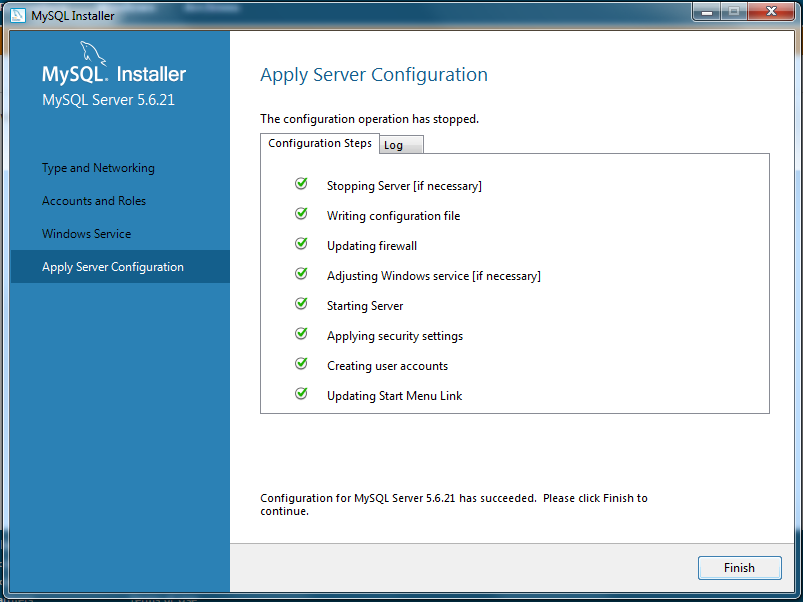 MySQL Installer
MySQL. Installer
MySQL Server 5.6.21
Type and Networking
Accounts and Roles
Windows Service
Apply Server Configuration
Apply Server Configuration
The configuration operation has stopped.
Configuration Steps
Log
Stopping Server [if necessary]
Writing configuration file
Updating firewall
Adjusting Windows service [if necessary]
Starting Server
Applying security settings
Creating user accounts
Updating Start Menu Link
Configuration for MySQL Server 5.6.21 has succeeded. Please click Finish to
continue.
Finish